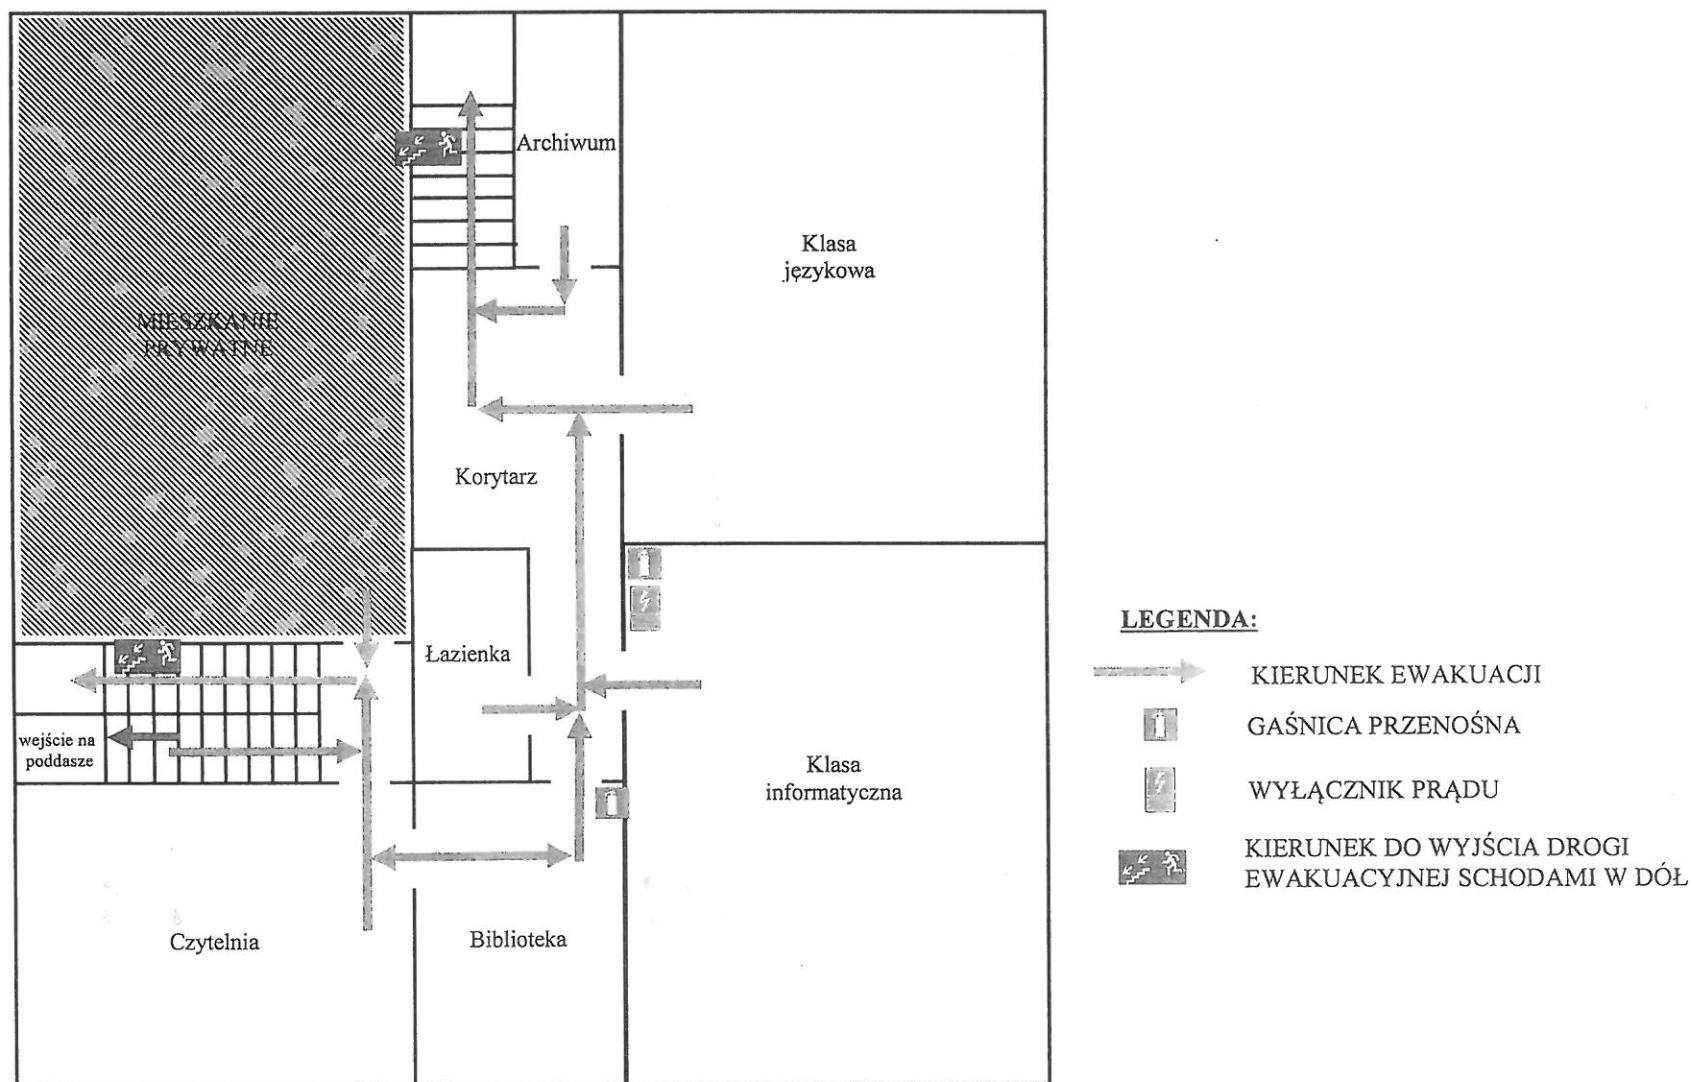 Archiwum
Klasa
językowa
MIESZKANIE
PRYWATNE
Korytarz
Łazienka
wejście na
poddasze
Klasa
informatyczna
Czytelnia
Biblioteka
LEGENDA:
KIERUNEK EWAKUACJI
GAŚNICA PRZENOŚNA
WYŁĄCZNIK PRĄDU
KIERUNEK DO WYJŚCIA DROGI
EWAKUACYJNEJ SCHODAMI W DÓŁ